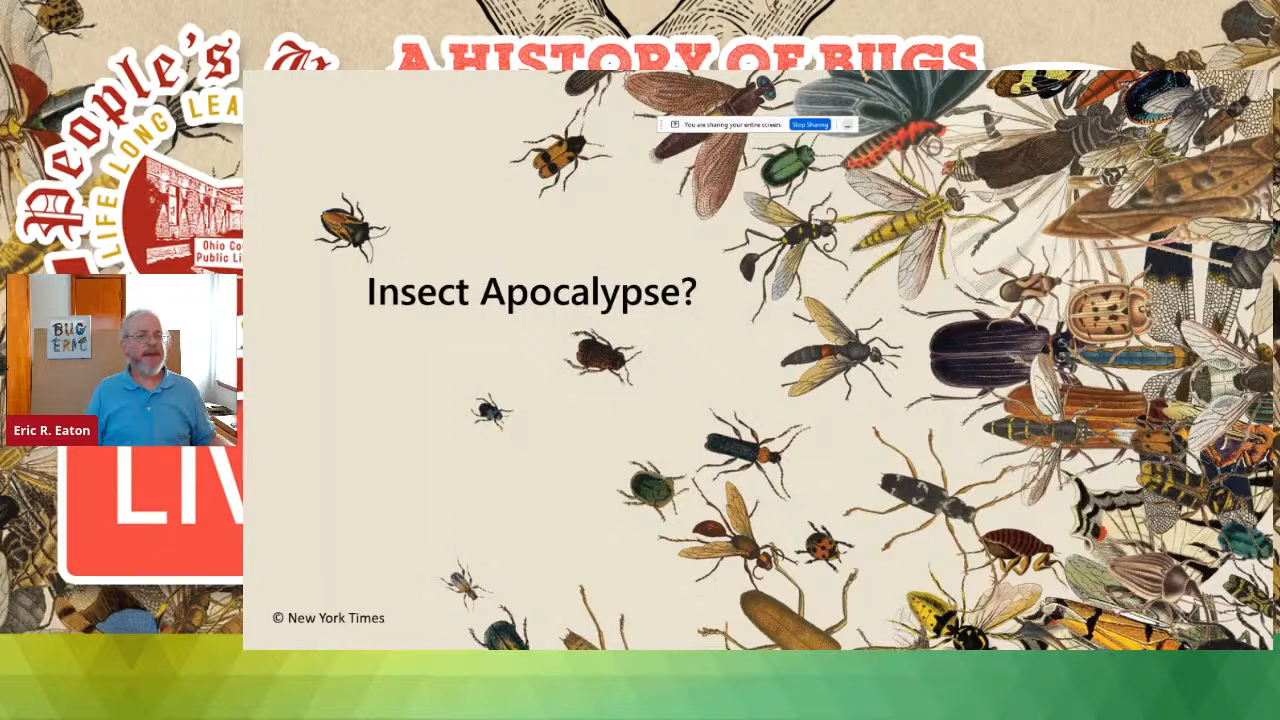 A HISTORY OF BUGS
People's
LIFELONG LEA
Ohio Co
Public Li
You are sharing your entire screen.
Stop Sharing
Insect Apocalypse?
BUG
ERIC
Eric R. Eaton
LIV
© New York Times